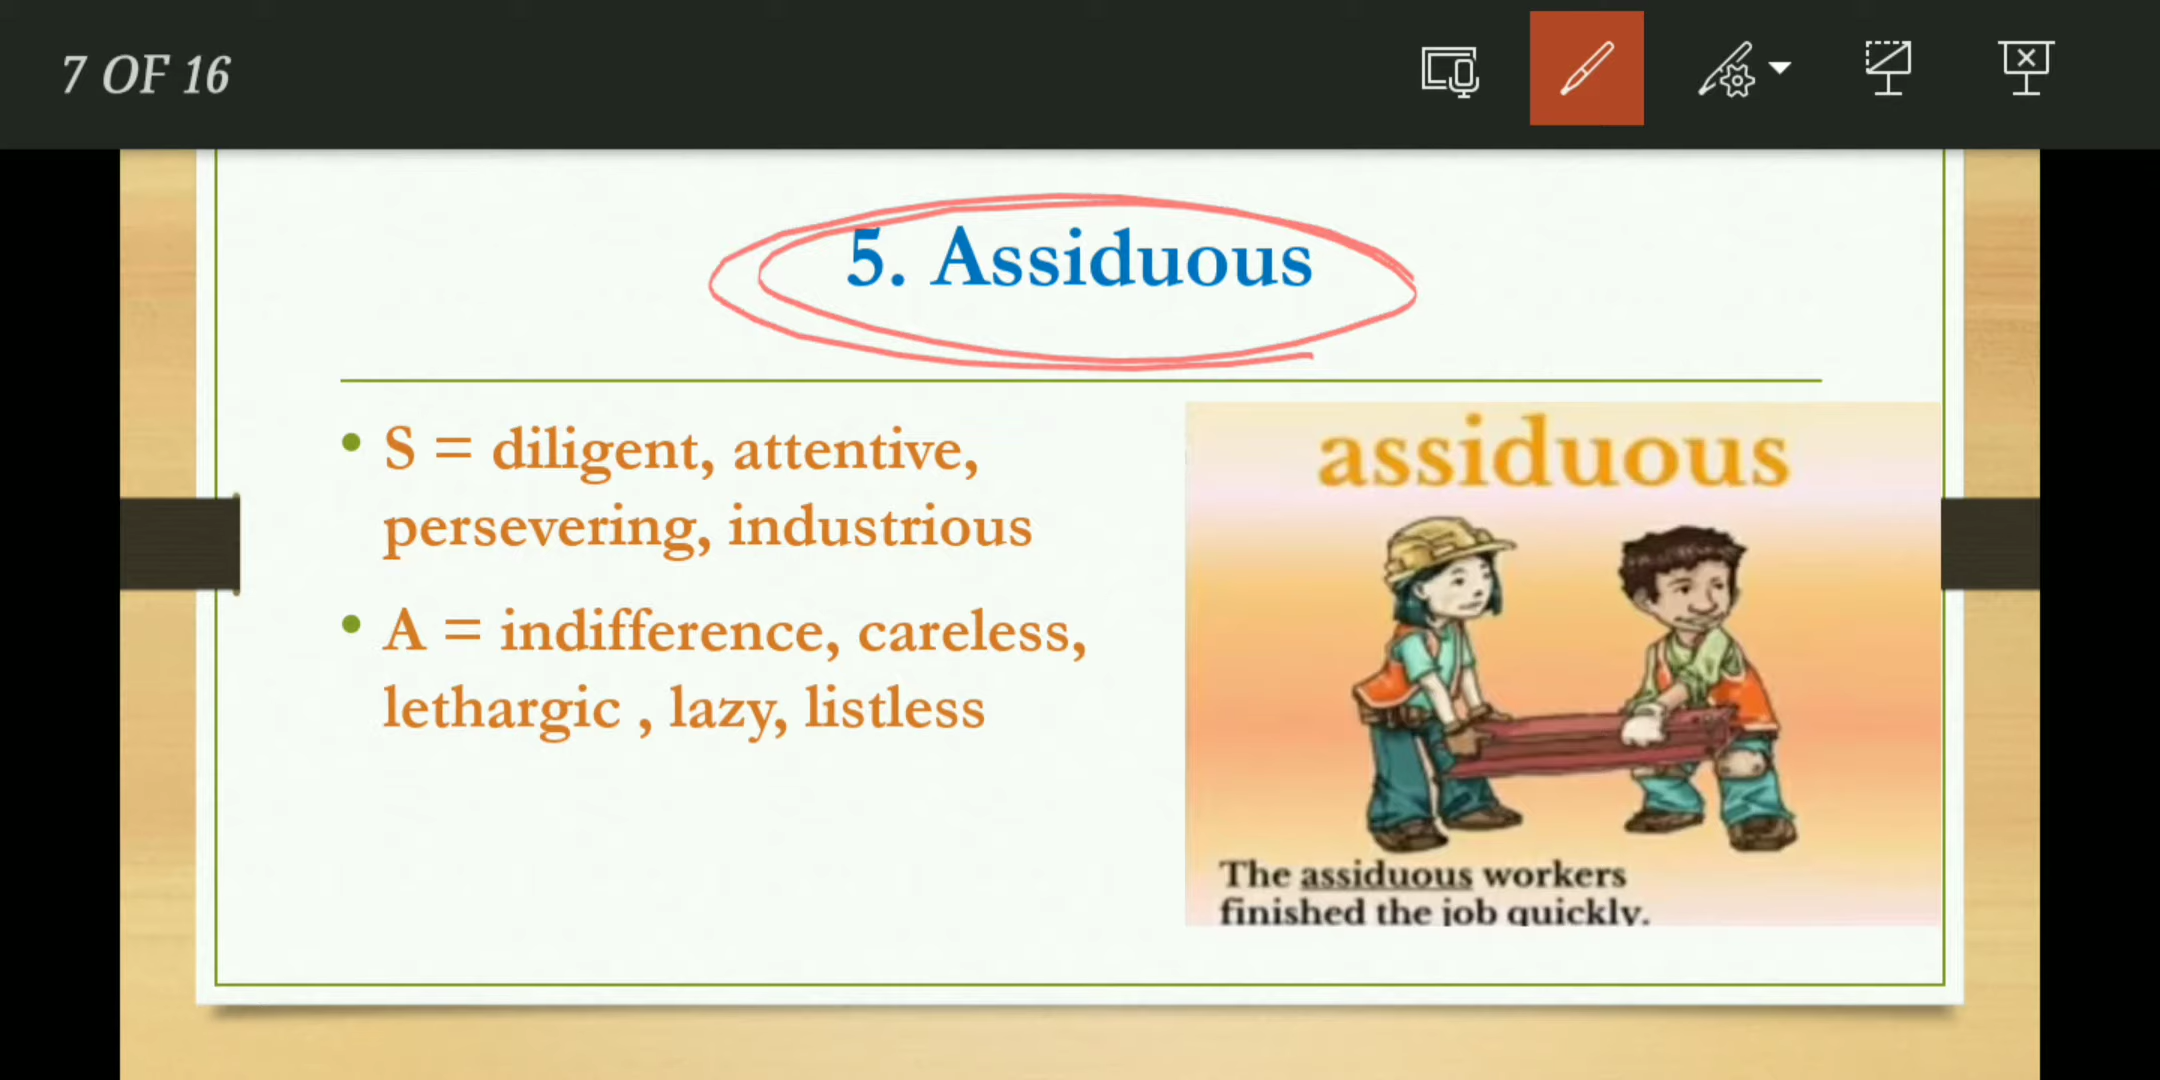 7 OF 16
5. Assiduous
• S = diligent, attentive,
persevering, industrious
• A = indifference, careless,
lethargic , lazy, listless
assiduous
The assiduous workers
finished the job quickly.